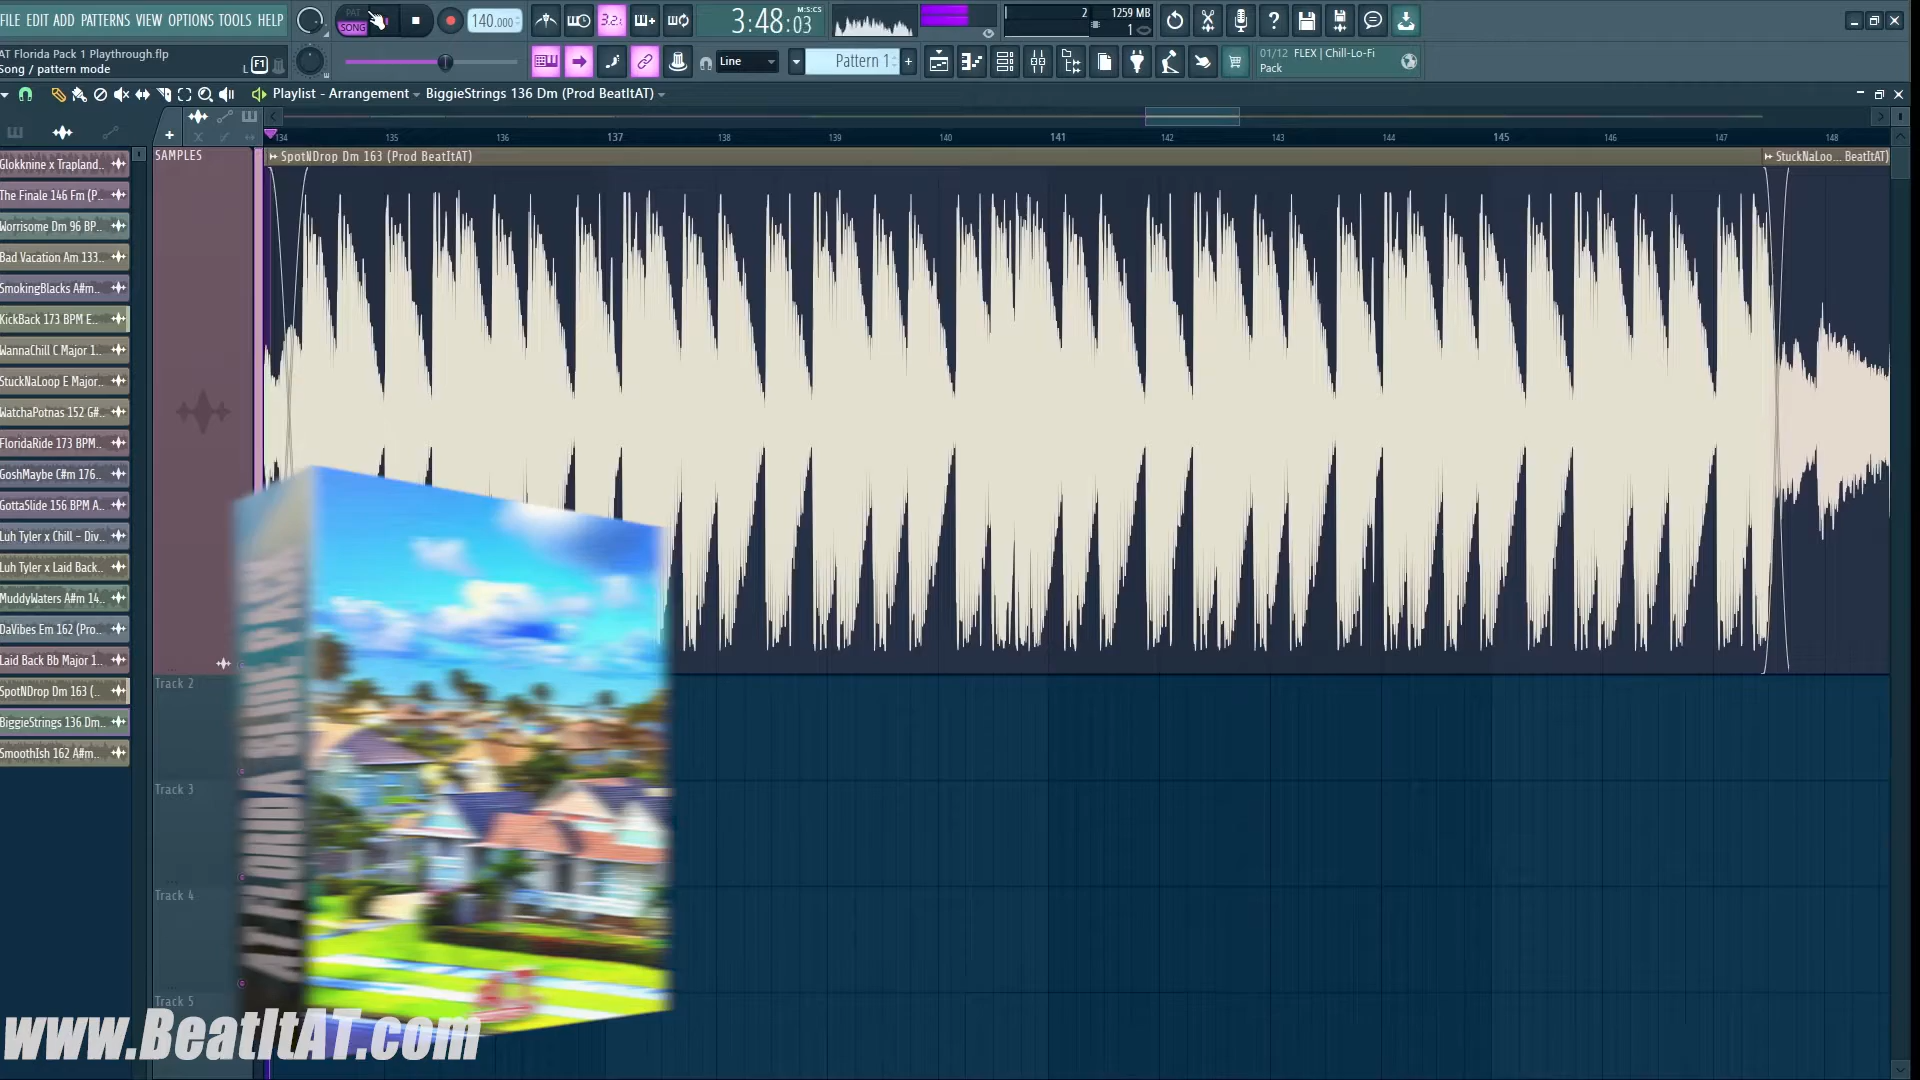 FILE EDIT ADD PATTERNS VIEW OPTIONS TOOLS HELP
PAT
SONG
140.000
3.2.
3:48:03
M:S:CS
2
1259 MB
1
AT Florida Pack 1 Playthrough.flp
Song / pattern mode
F1
Line
Pattern 1
01/12 FLEX | Chill-Lo-Fi
Pack
Playlist - Arrangement
BiggieStrings 136 Dm (Prod BeatItAT)
134 135 136 137 138 139 140 141 142 143 144 145 146 147 148
SAMPLES
SpotNDrop Dm 163 (Prod BeatItAT)
StuckNaLoo... BeatItAT)
Glokknine x Trapland..
The Finale 146 Fm (P..
Worrisome Dm 96 BP..
Bad Vacation Am 133..
SmokingBlacks A#m..
KickBack 173 BPM E..
WannaChill C Major 1..
StuckNaLoop E Major..
WatchaPotnas 152 G#..
FloridaRide 173 BPM..
GoshMaybe C#m 176..
GottaSlide 156 BPM A..
Luh Tyler x Chill – Div..
Luh Tyler x Laid Back..
MuddyWaters A#m 14..
DaVibes Em 162 (Pro..
Laid Back Bb Major 1..
SpotNDrop Dm 163 (..
BiggieStrings 136 Dm..
SmoothIsh 162 A#m..
Track 2
Track 3
Track 4
Track 5
www.BeatItAT.com